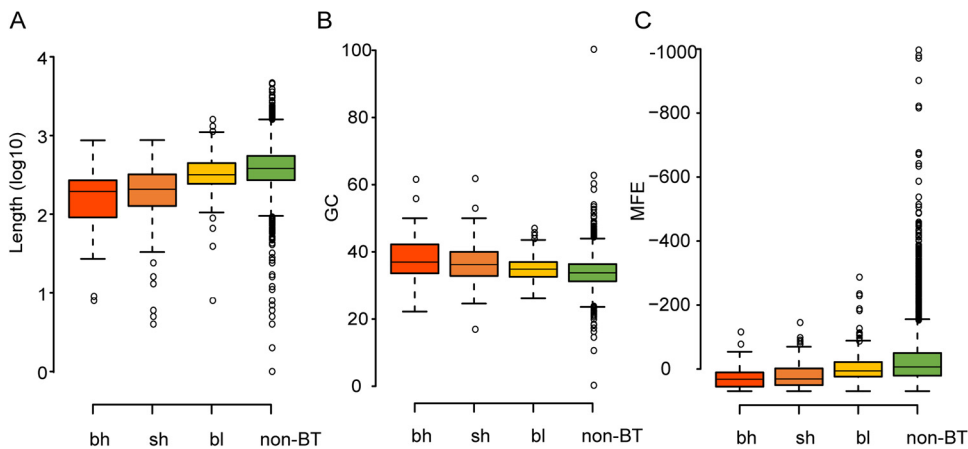 A
Length (log10)
4
3
2
1
0
bh sh bl non-BT
B
GC
100
80
60
40
20
0
bh sh bl non-BT
C
MFE
-1000
−800
−600
−400
−200
0
bh sh bl non-BT